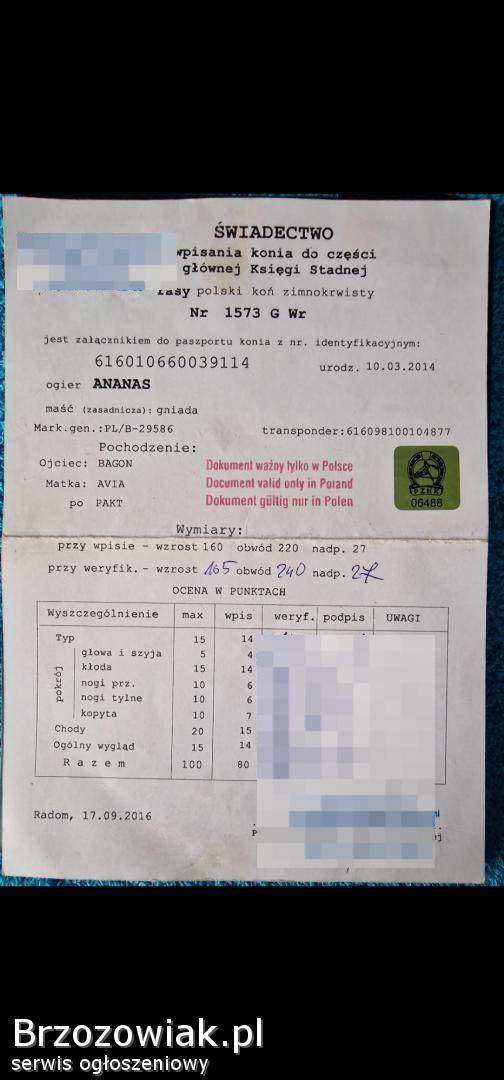 ŚWIADECTWO
wpisania konia do części
głównej Księgi Stadnej
rasy polski koń zimnokrwisty
Nr 1573 G Wr
jest załącznikiem do paszportu konia z nr. identyfikacyjnym:
616010660039114 urodz. 10.03.2014
ogier ANANAS
maść (zasadnicza): gniada
Mark.gen.:PL/B-29586 transponder:616098100104877
Pochodzenie:
Ojciec: BAGON
Matka: AVIA
po PAKT
Dokument ważny tylko w Polsce
Document valid only in Poland
Dokument gültig nur in Polen
PZHK
06488
Wymiary:
przy wpisie - wzrost 160 obwód 220 nadp. 27
przy weryfik. - wzrost 165 obwód 240 nadp. 27
OCENA W PUNKTACH
Wyszczególnienie max wpis weryf. podpis UWAGI
Typ 15 14
pokrój
głowa i szyja 5 4
kłoda 15 14
nogi prz. 10 6
nogi tylne 10 6
kopyta 10 7
Chody 20 15
Ogólny wygląd 15 14
R a z e m 100 80
Radom, 17.09.2016
Brzozowiak.pl
serwis ogłoszeniowy